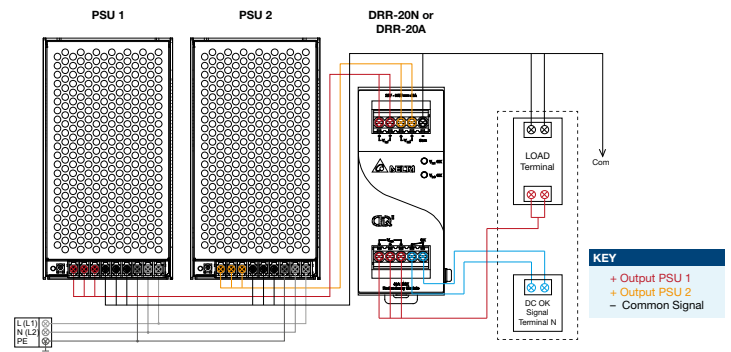 PSU 1
PSU 2
DRR-20N or
DRR-20A
DELTA
LOAD
Terminal
Com
DC OK
Signal
Terminal N
KEY
+ Output PSU 1
+ Output PSU 2
– Common Signal
L (L1)
N (L2)
PE